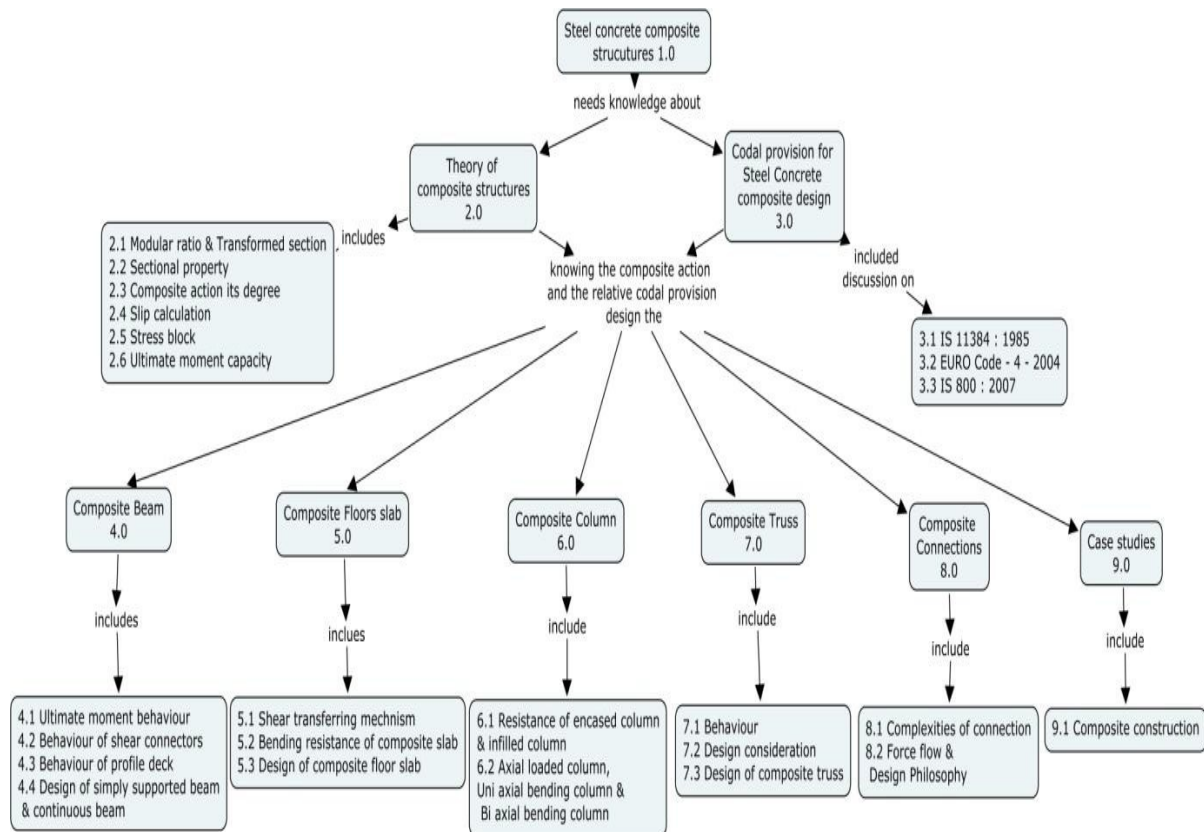 Steel concrete composite
strucutures 1.0
needs knowledge about
Theory of
composite structures
2.0
Codal provision for
Steel Concrete
composite design
3.0
includes
2.1 Modular ratio & Transformed section
2.2 Sectional property
2.3 Composite action its degree
2.4 Slip calculation
2.5 Stress block
2.6 Ultimate moment capacity
knowing the composite action
and the relative codal provision
design the
included
discussion on
3.1 IS 11384 : 1985
3.2 EURO Code - 4 - 2004
3.3 IS 800 : 2007
Composite Beam
4.0
Composite Floors slab
5.0
Composite Column
6.0
Composite Truss
7.0
Composite
Connections
8.0
Case studies
9.0
includes
inclues
include
include
include
include
4.1 Ultimate moment behaviour
4.2 Behaviour of shear connectors
4.3 Behaviour of profile deck
4.4 Design of simply supported beam
& continuous beam
5.1 Shear transferring mechnism
5.2 Bending resistance of composite slab
5.3 Design of composite floor slab
6.1 Resistance of encased column
& infilled column
6.2 Axial loaded column,
Uni axial bending column &
Bi axial bending column
7.1 Behaviour
7.2 Design consideration
7.3 Design of composite truss
8.1 Complexities of connection
8.2 Force flow &
Design Philosophy
9.1 Composite construction